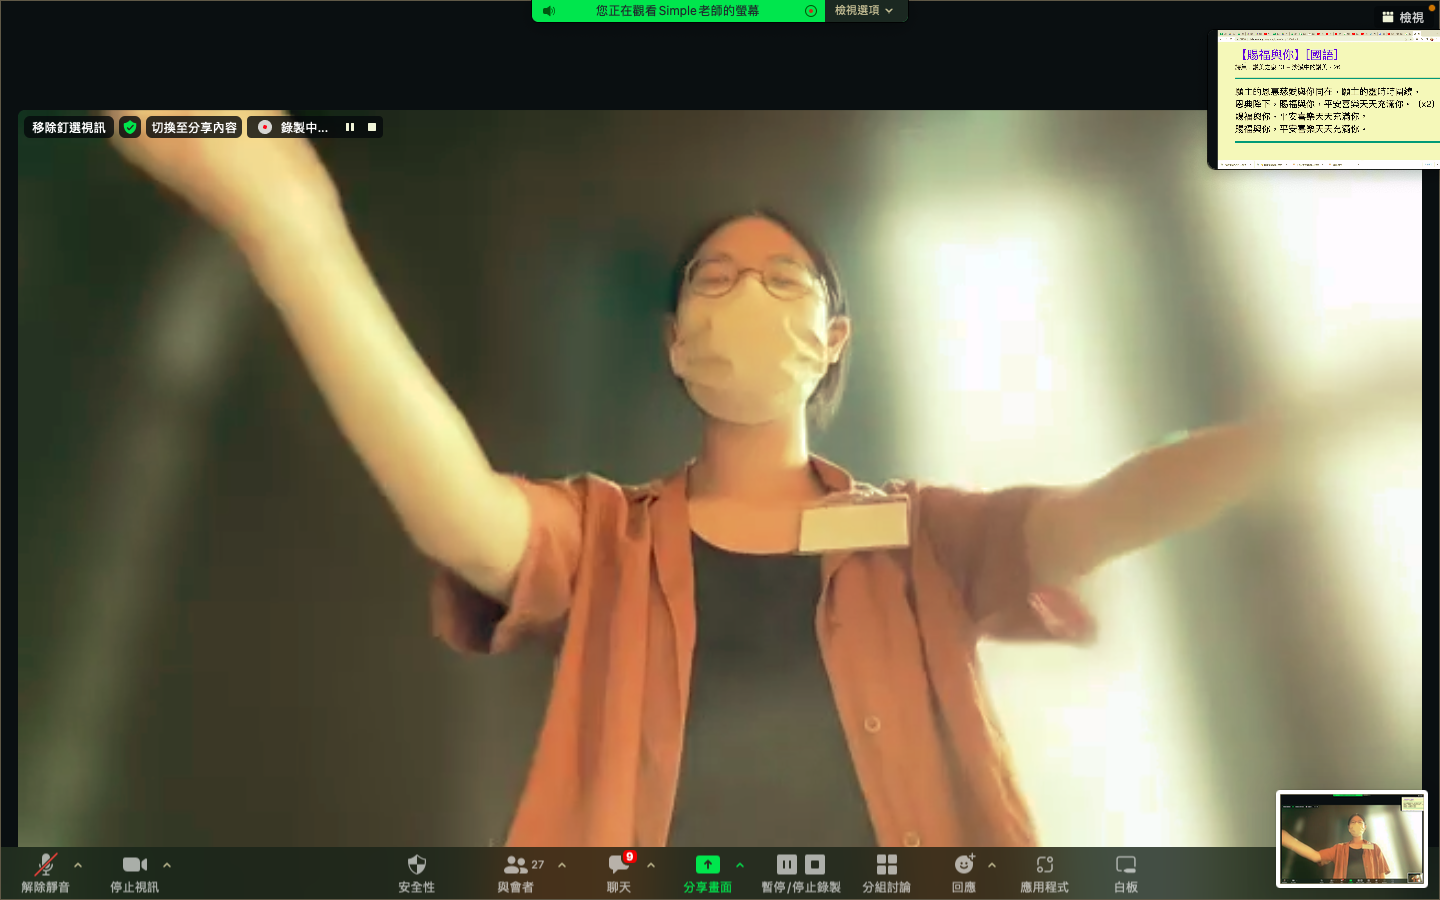 您正在觀看Simple老師的螢幕
檢視選項
檢視
移除釘選視訊
切換至分享內容
錄製中...
【賜福與你】[國語]
願主的恩惠慈愛與你同在，願主的靈時時圍繞，
恩典降下，賜福與你，平安喜樂天天充滿你。 (x2)
賜福與你，平安喜樂天天充滿你。
賜福與你，平安喜樂天天充滿你。
解除靜音
停止視訊
安全性
27
與會者
9
聊天
分享畫面
暫停/停止錄製
分組討論
回應
應用程式
白板